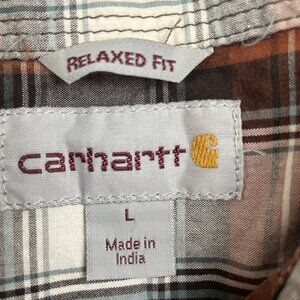 RELAXED FIT
carhartt
L
Made in
India